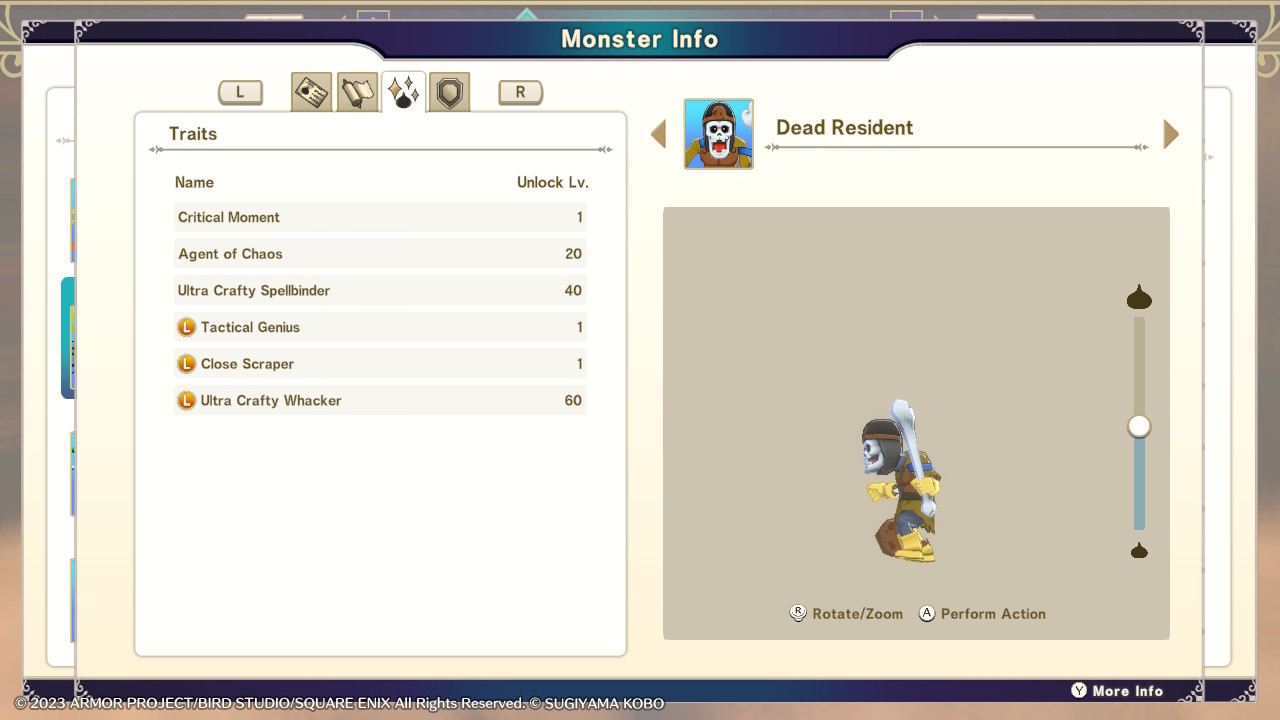 Monster Info
L
R
Traits
Name Unlock Lv.
Critical Moment 1
Agent of Chaos 20
Ultra Crafty Spellbinder 40
L Tactical Genius 1
L Close Scraper 1
L Ultra Crafty Whacker 60
Dead Resident
R Rotate/Zoom A Perform Action
Y More Info
© 2023 ARMOR PROJECT/BIRD STUDIO/SQUARE ENIX All Rights Reserved. © SUGIYAMA KOBO